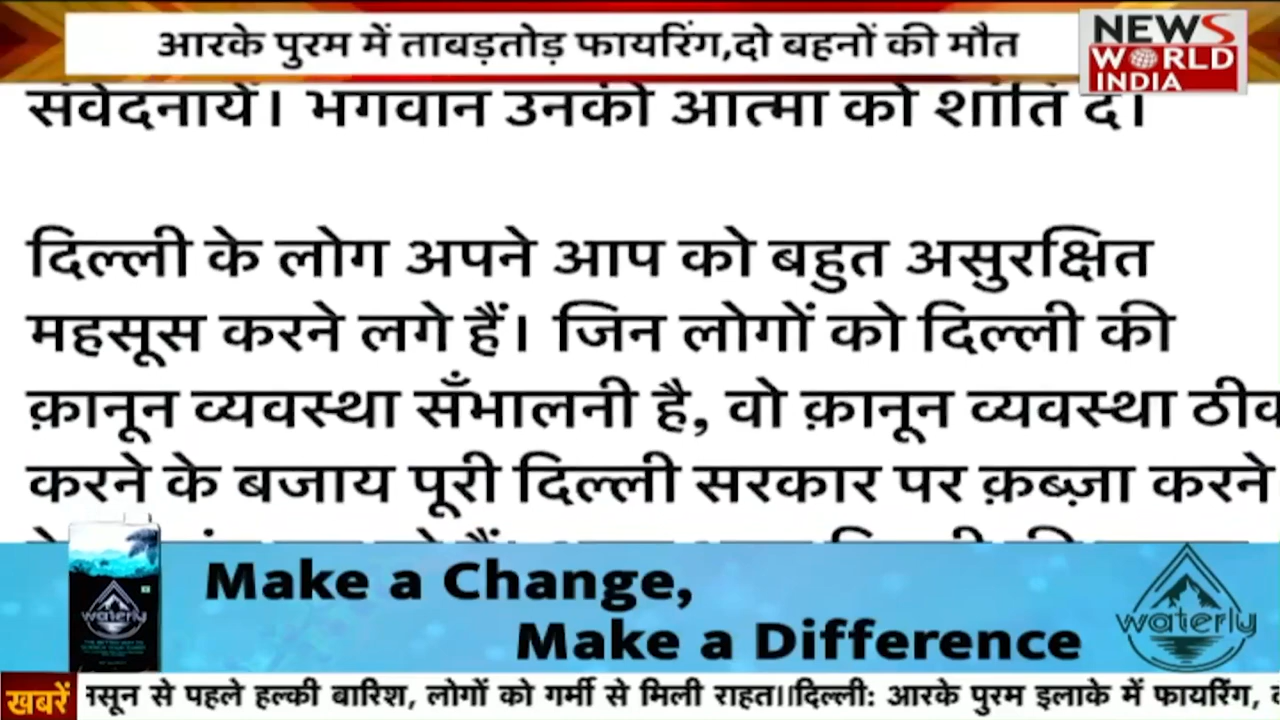 आरके पुरम में ताबड़तोड़ फायरिंग,दो बहनों की मौत
NEWS
WORLD
INDIA
संवेदनायें। भगवान उनकी आत्मा को शांति दें।
दिल्ली के लोग अपने आप को बहुत असुरक्षित
महसूस करने लगे हैं। जिन लोगों को दिल्ली की
क़ानून व्यवस्था सँभालनी है, वो क़ानून व्यवस्था ठीक
करने के बजाय पूरी दिल्ली सरकार पर क़ब्ज़ा करने
Make a Change,
Make a Difference
waterly
waterly
खबरें
से पहले हल्की बारिश, लोगों को गर्मी से मिली राहत।।दिल्ली: आरके पुरम इलाके में फायरिंग,